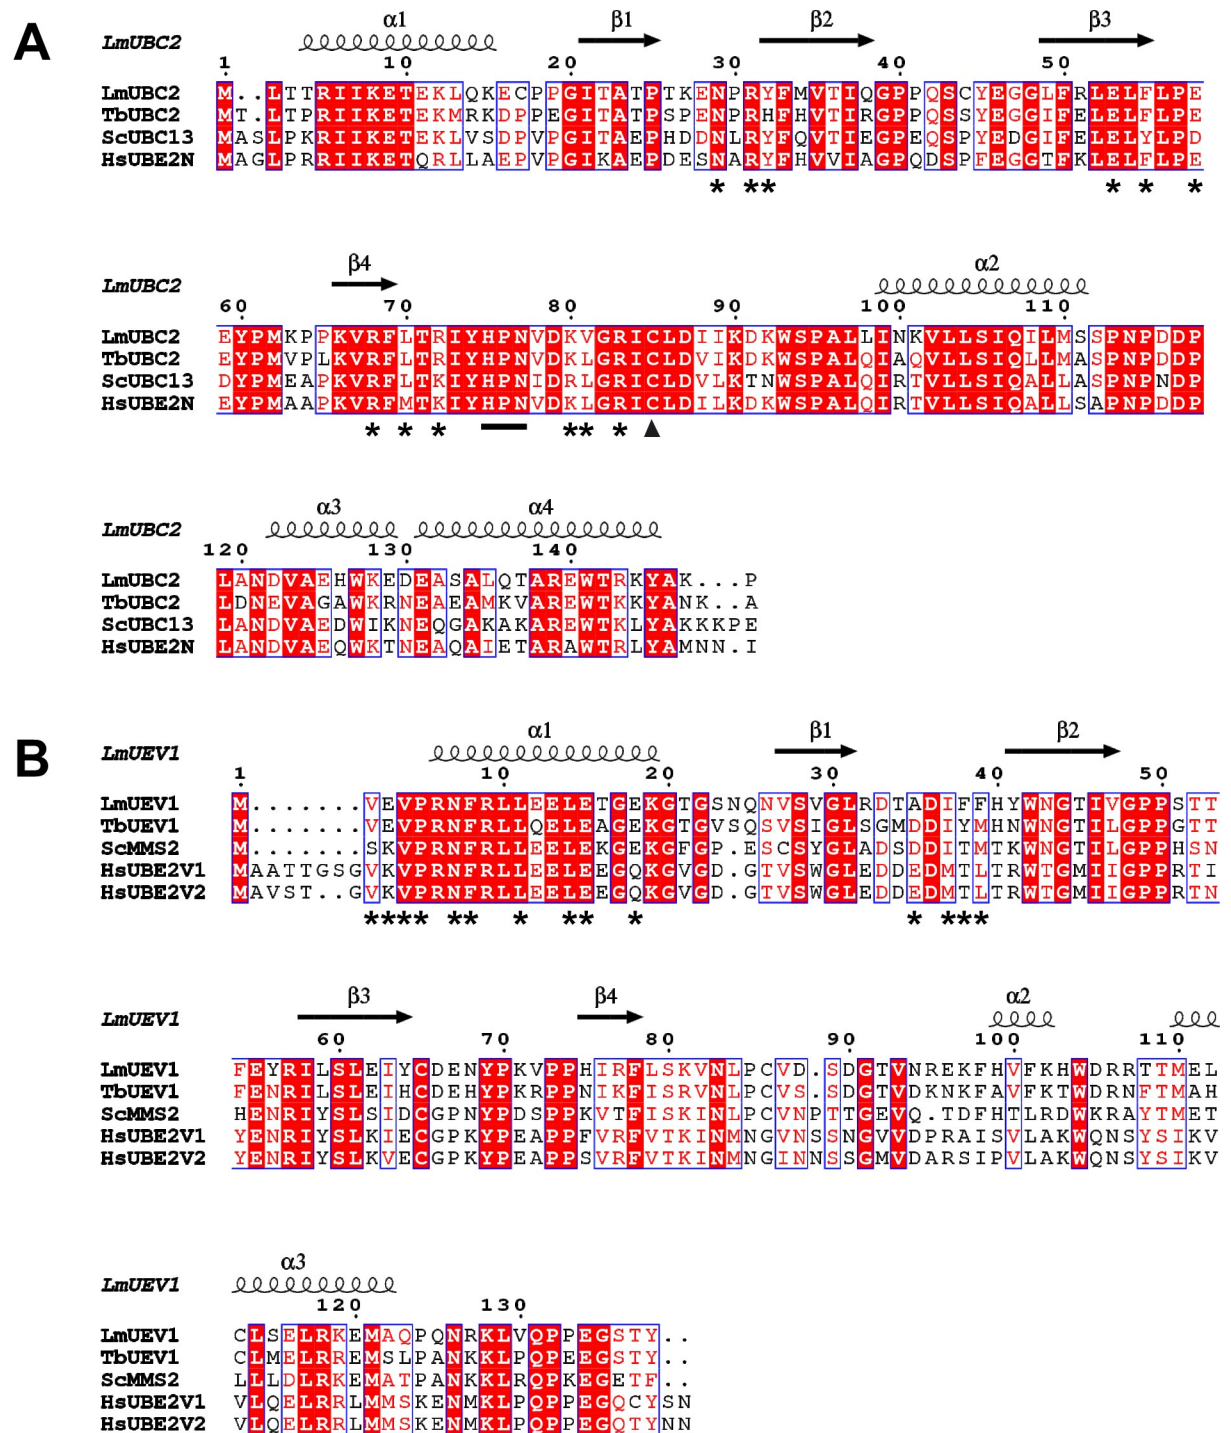 A
α1 β1 β2 β3
LmUBC2
1 10 20 30 40 50
LmUBC2 M..LTTRIIKETEKLQKECPPGITATPTKENPRYFMVTIQGPPQSCYEGGLFRLELFLPE
TbUBC2 MT.LTPRIIKETEKMRKDPPEGITATPSPENPRHFHVTIRGPPQSSYEGGIFELELYLPD
ScUBC13 MASLPKRIIKETEKLVSDPVPGITAEPHDDNLRYFQVTIEGPEQSPYEDGIFELELYLPD
HsUBE2N MAGLPRRIIKETQRLLAEPVPGIKAEPDESNARYFHVVIAGPQDSPFEGGTFKLELFLPE
* ** * * *
β4 α2
LmUBC2
60 70 80 90 100 110
LmUBC2 EYPMKPPKVRFLTRIYHPNVDKVGRICLDIIKDKWSPALLINKVLLSIQILMSSPNPDDP
TbUBC2 EYPMVPLKVRFLTRIYHPNVDKLGRICLDVIKDKWSPALQIAQVLLSIQLLMSSPNPDDP
ScUBC13 DYPMEAPKVRFLTKIYHPNIDRLGRICLDVLKTNWSPALQIRTVLLSIQALLASPNPNDP
HsUBE2N EYPMAAPKVRFMTKIYHPNVDKLGRICLDILKDKWSPALQIRTVLLSIQALLSAPNPDDP
* * * ** * ▲
α3 α4
LmUBC2
120 130 140
LmUBC2 LANDVAEHWKEDEASALQTAREWTRKYAK...P
TbUBC2 LDNEVAGAWKRNEAEAMKVAREWTKKYANK..A
ScUBC13 LANDVAEDWIKNEQGAKAKAREWTKLYAKKKPE
HsUBE2N LANDVAEQWKTNEAQAIETARAWTRLYAMNN.I
B
α1 β1 β2
LmUEV1
1 10 20 30 40 50
LmUEV1 M.......VEVPRNFRLLEELETGEKGTGSNQNVSVGLRDTADIFFHYWNGTIVGPPSTT
TbUEV1 M.......VEVPRNFRLLQELEAGEKGTGVSQSVSIGLSGMDDIYMHNWNGTILGPPGTT
ScMMS2 M.......SKVPRNFRLLEELEKGEKGFGP.ESCSYGLADSDDITMTKWNGTILGPPHSN
HsUBE2V1 MAATTGSGVKVPRNFRLLEELEEGQKGVGD.GTVSWGLEDDEDMTLTRWTGMIIGPPRTI
HsUBE2V2 MAVST..GVKVPRNFRLLEELEEGQKGVGD.GTVSWGLEDDEDMTLTRWTGMIIGPPRTN
**** ** * ** * * ***
β3 β4 α2
LmUEV1
60 70 80 90 100 110
LmUEV1 FEYRILSLEIYCDENYPKVPPHIRFLSKVNLPCVD.SDGTVNREKFHVFKHWDRRTTMEL
TbUEV1 FENRILSLEIHCDEHYPKRPPNIKFISRVNLPCVD.SDGTVDKNKFAVFKTWDRNFTMAH
ScMMS2 HENRIYSLSIDCGPNYPDSPPKVTFISKINLPCVNPTTGEVQ.TDFHTLRDWKRAYTMET
HsUBE2V1 YENRIYSLKIECGPKYPEAPPFVRFVTKINMNGVNSSNGVVDPRAISVLAKWQNSYSIKV
HsUBE2V2 YENRIYSLKVECGPKYPEAPPSVRFVTKINMNGINNSSGMVDARSIPVLAKWQNSYSIKV
α3
LmUEV1
120 130
LmUEV1 CLSELRKEMAQPQNRKLVQPPEGSTY..
TbUEV1 CLMELRREMSLPANKKLPQPEEGSTY..
ScMMS2 LLLDLRKEMATPANKKLRQPKEGETF..
HsUBE2V1 VLQELRRLMMSKENMKLPQPPEGQCYSN
HsUBE2V2 VLQELRRLMMSKENMKLPQPPEGQTYNN